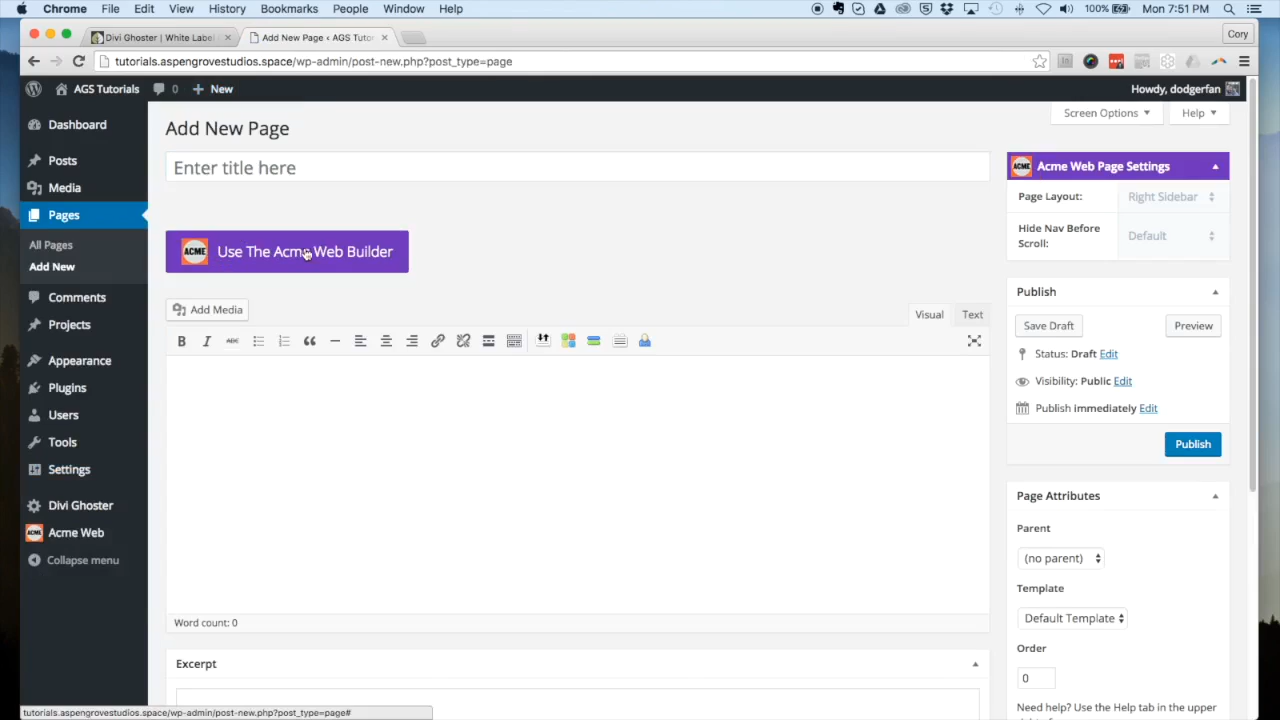 Chrome File Edit View History Bookmarks People Window Help 100% Mon 7:51 PM
Divi Ghoster | White Label Add New Page ‹ AGS Tutor Cory
tutorials.aspengrovestudios.space/wp-admin/post-new.php?post_type=page
AGS Tutorials 0 + New Howdy, dodgerfan
Screen Options Help
Add New Page
Dashboard
Posts
Media
Pages
All Pages
Add New
Comments
Projects
Appearance
Plugins
Users
Tools
Settings
Divi Ghoster
ACME Acme Web
Collapse menu
Enter title here
ACME Use The Acme Web Builder
Add Media
Visual Text
B I ABC
Word count: 0
Excerpt
ACME Acme Web Page Settings
Page Layout: Right Sidebar
Hide Nav Before
Scroll:
Default
Publish
Save Draft Preview
Status: Draft Edit
Visibility: Public Edit
Publish immediately Edit
Publish
Page Attributes
Parent
(no parent)
Template
Default Template
Order
0
Need help? Use the Help tab in the upper
tutorials.aspengrovestudios.space/wp-admin/post-new.php?post_type=page#